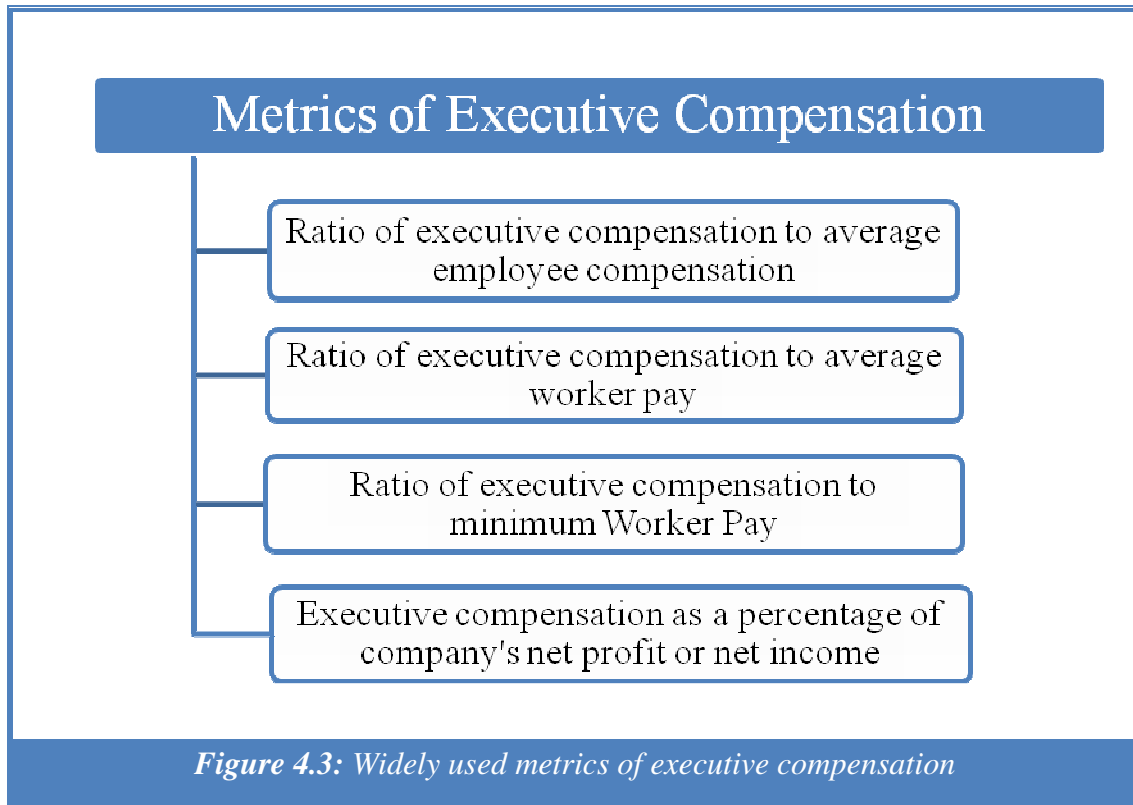 Metrics of Executive Compensation
Ratio of executive compensation to average
employee compensation
Ratio of executive compensation to average
worker pay
Ratio of executive compensation to
minimum Worker Pay
Executive compensation as a percentage of
company's net profit or net income
Figure 4.3: Widely used metrics of executive compensation